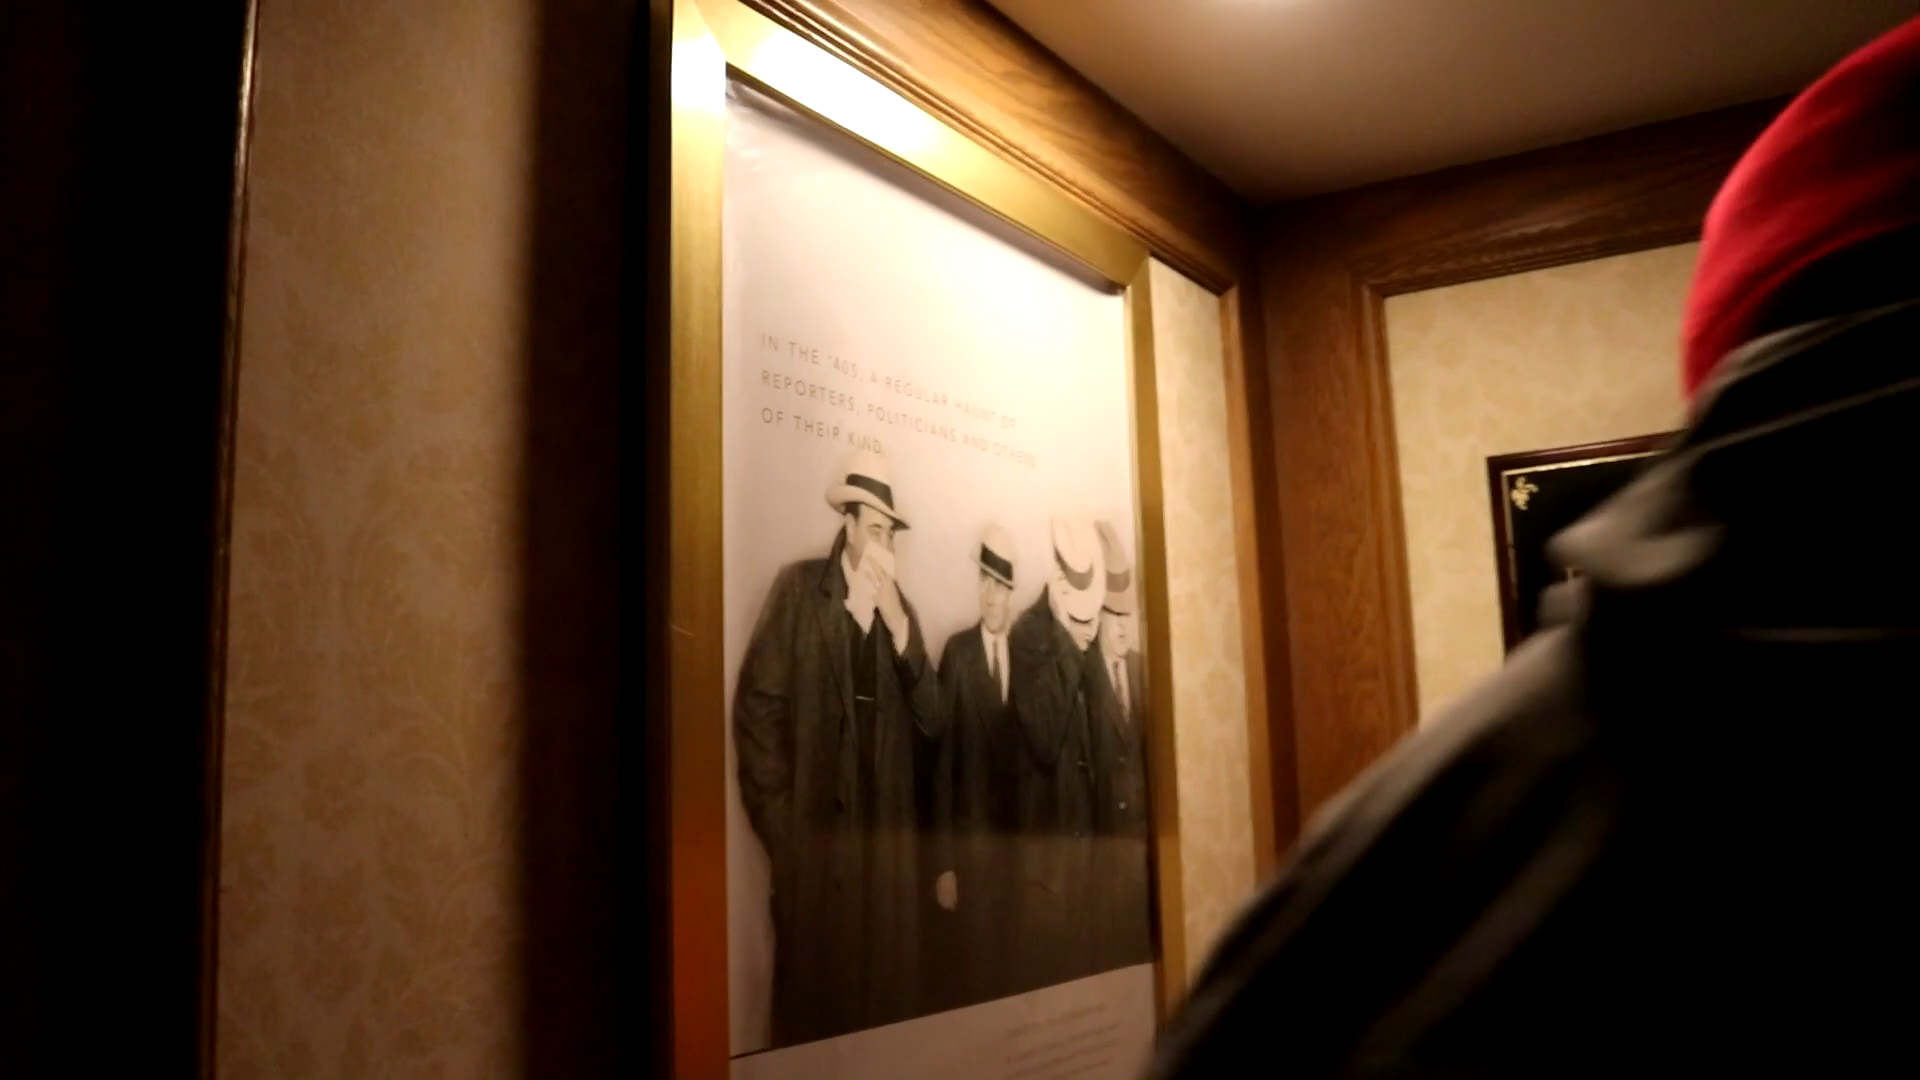 IN THE '40S, A REGULAR HAUNT OF
REPORTERS, POLITICIANS AND OTHERS
OF THEIR KIND.